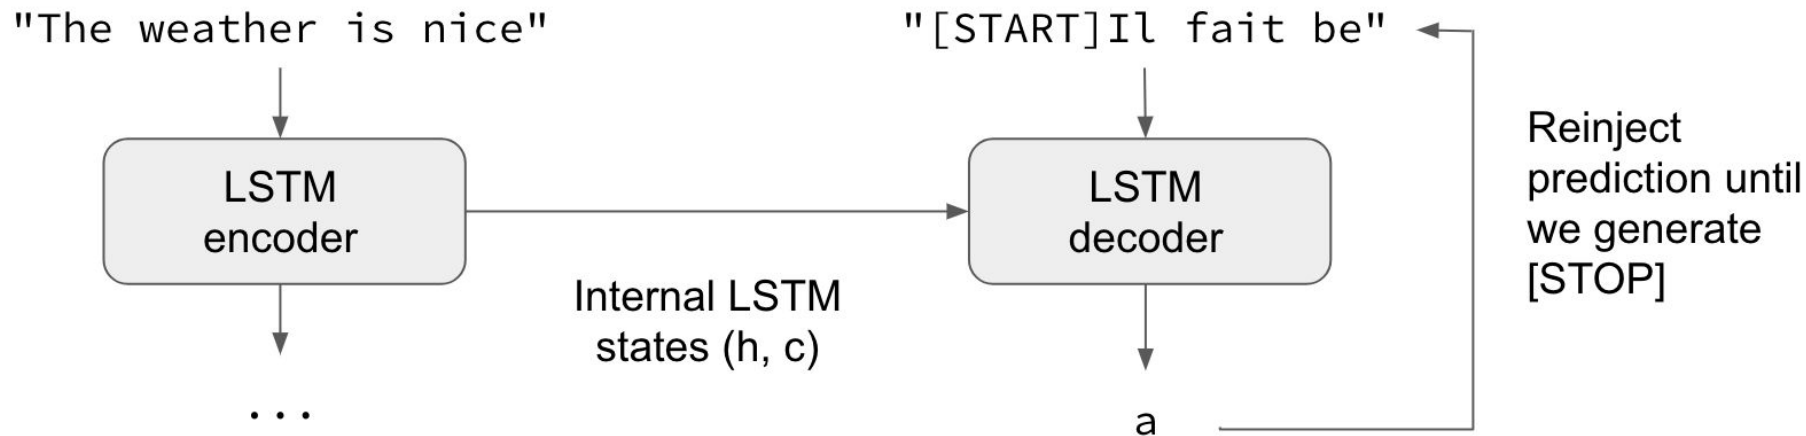 "The weather is nice"
"[START]Il fait be"
LSTM
encoder
Internal LSTM
states (h, c)
LSTM
decoder
Reinject
prediction until
we generate
[STOP]
...
a